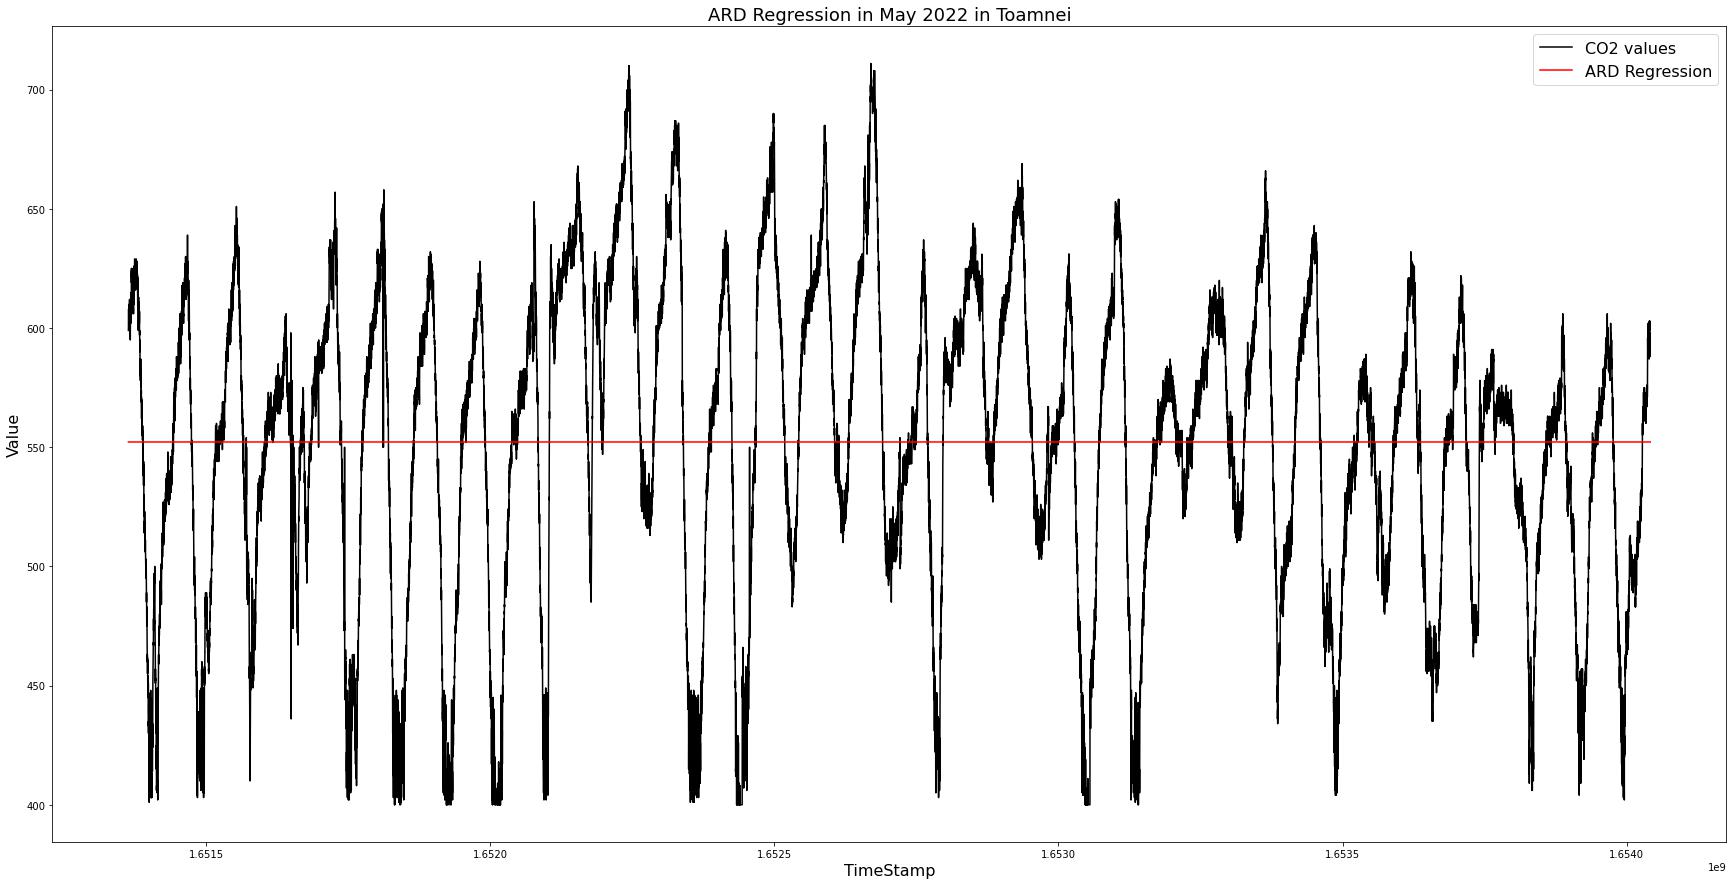 ARD Regression in May 2022 in Toamnei
CO2 values
ARD Regression
Value
700
650
600
550
500
450
400
1.6515
1.6520
1.6525
1.6530
1.6535
1.6540
1e9
TimeStamp